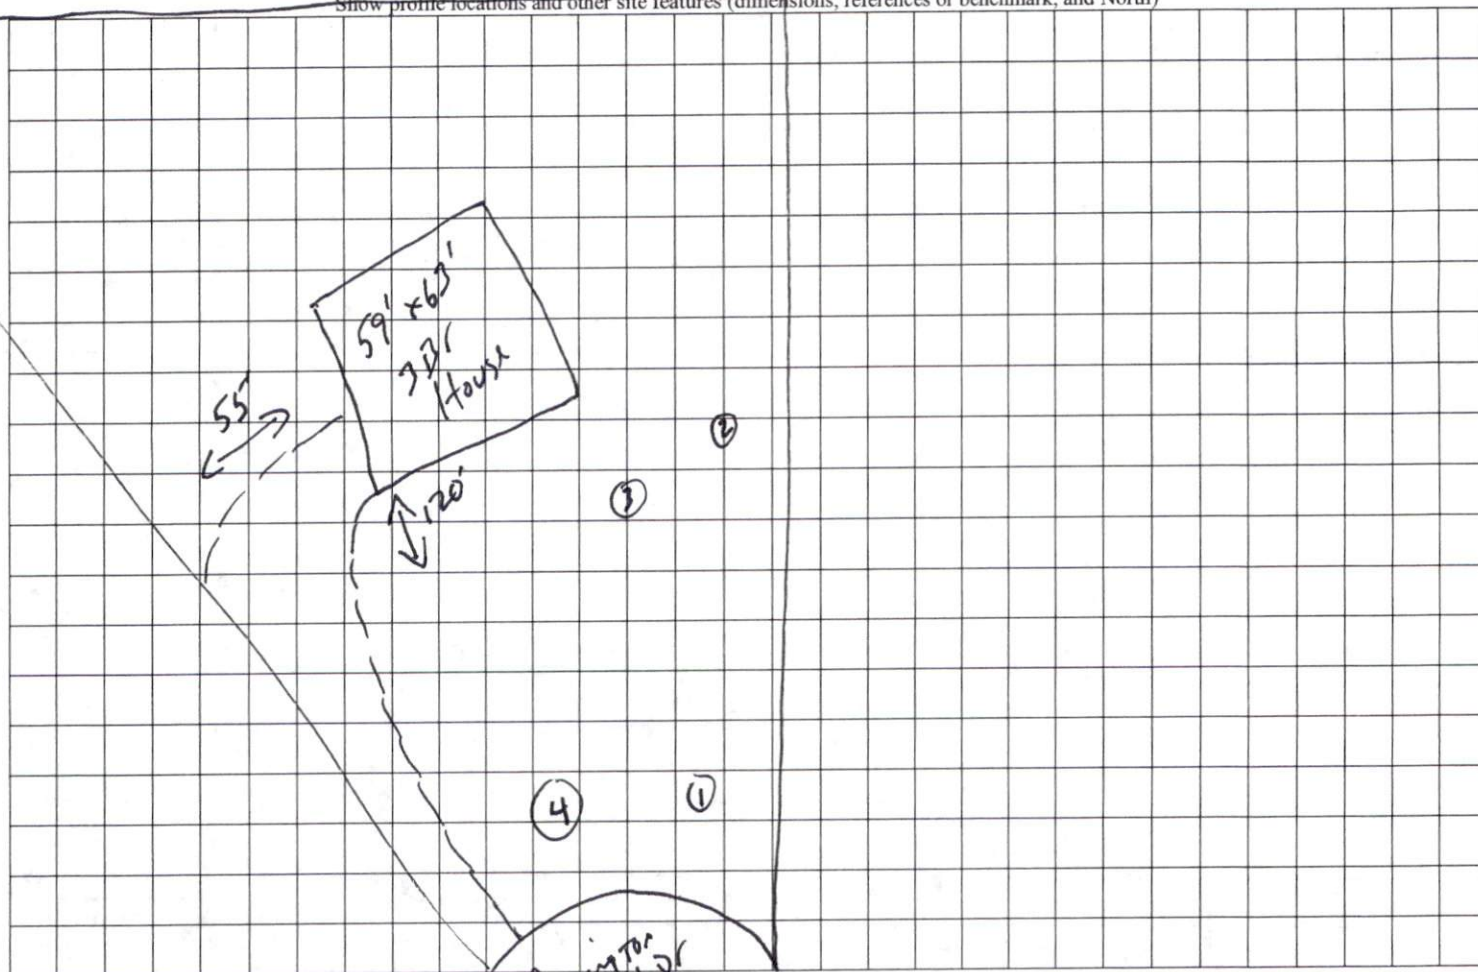 Show profile locations and other site features (dimensions, references or benchmark, and North)
59' x 63'
3 Br
House
55'
120'
②
③
④
①